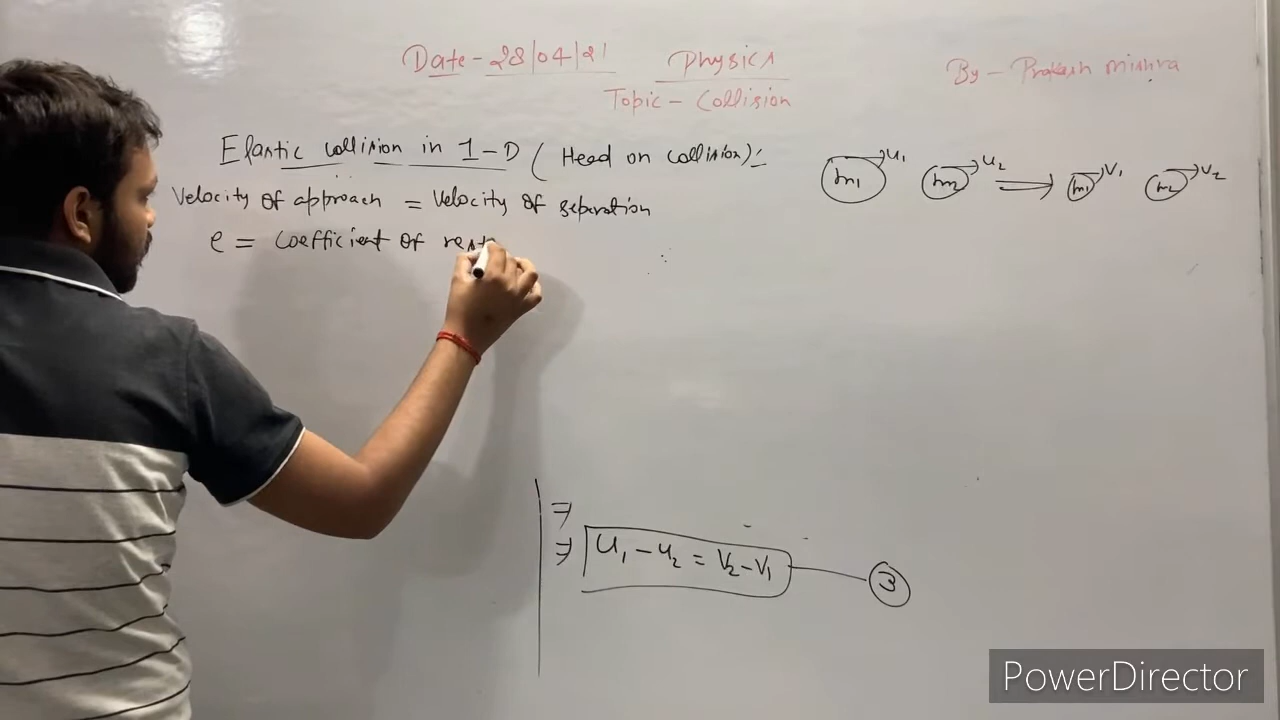 Date - 28/04/21 Physics By - Prakash Mishra
Topic - Collision
Elastic collision in 1-D ( Head on collision):
m1 u1 m2 u2 ⇒ m1 v1 m2 v2
Velocity of approach = Velocity of separation
e = Coefficient of rest
⇒
⇒ u1 - u2 = v2 - v1 3
PowerDirector